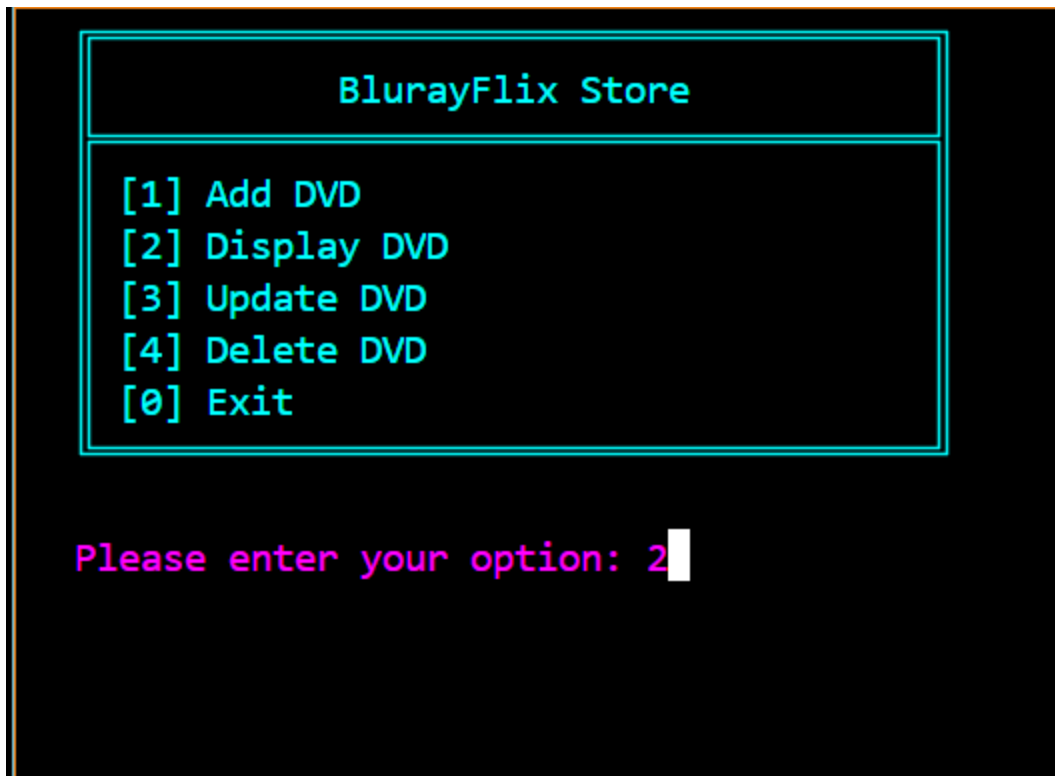 BlurayFlix Store
[1] Add DVD
[2] Display DVD
[3] Update DVD
[4] Delete DVD
[0] Exit
Please enter your option: 2